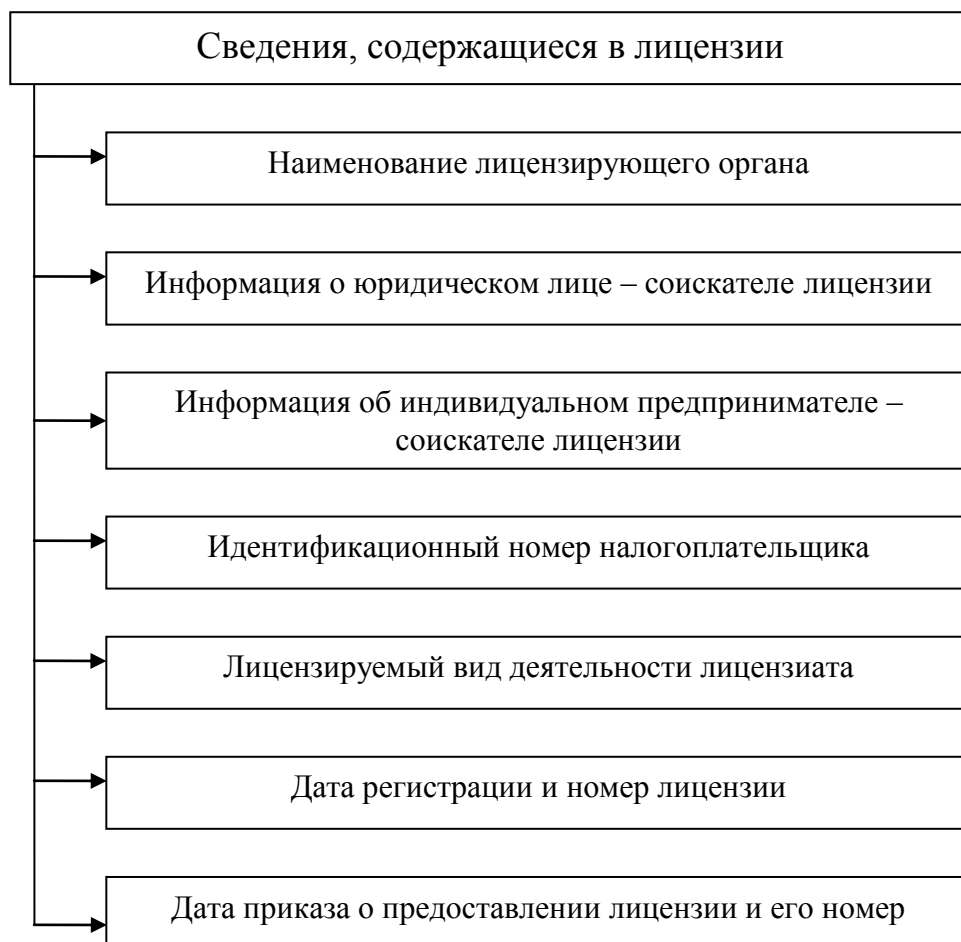 Сведения, содержащиеся в лицензии
Наименование лицензирующего органа
Информация о юридическом лице – соискателе лицензии
Информация об индивидуальном предпринимателе –
соискателе лицензии
Идентификационный номер налогоплательщика
Лицензируемый вид деятельности лицензиата
Дата регистрации и номер лицензии
Дата приказа о предоставлении лицензии и его номер